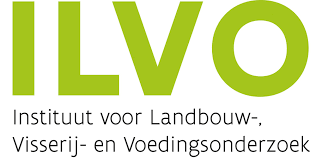 ILVO
Instituut voor Landbouw-,
Visserij- en Voedingsonderzoek